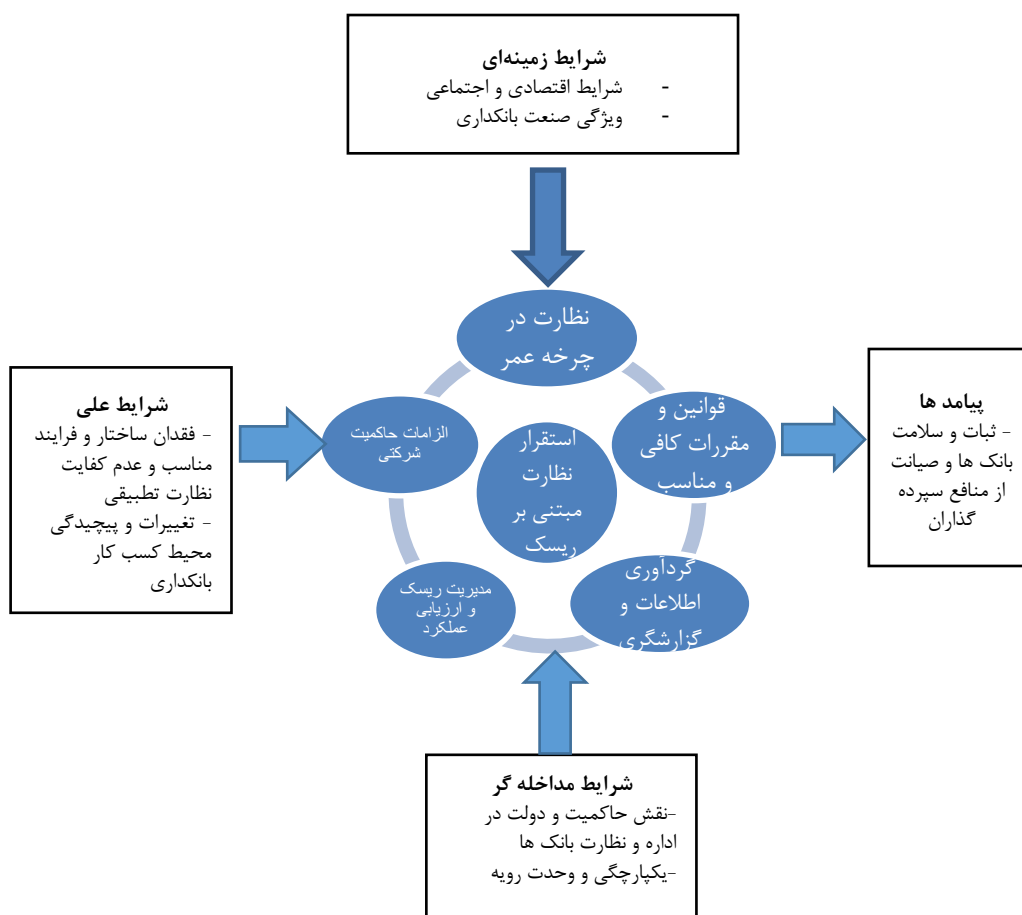 شرایط زمینه‌ای
- شرایط اقتصادی و اجتماعی
- ویژگی صنعت بانکداری
نظارت در
چرخه عمر
شرایط علی
- فقدان ساختار و فرایند
مناسب و عدم کفایت
نظارت تطبیقی
- تغییرات و پیچیدگی
محیط کسب کار
بانکداری
الزامات حاکمیت
شرکتی
استقرار
نظارت
مبتنی بر
ریسک
قوانین و
مقررات کافی
و مناسب
پیامد ها
- ثبات و سلامت
بانک ها و صیانت
از منافع سپرده
گذاران
مدیریت ریسک
و ارزیابی
عملکرد
گردآوری
اطلاعات و
گزارشگری
شرایط مداخله گر
-نقش حاکمیت و دولت در
اداره و نظارت بانک ها
-یکپارچگی و وحدت رویه